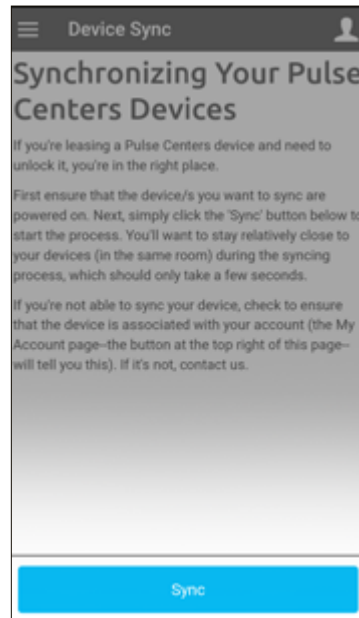 Device Sync
Synchronizing Your Pulse
Centers Devices
If you're leasing a Pulse Centers device and need to
unlock it, you're in the right place.
First ensure that the device/s you want to sync are
powered on. Next, simply click the 'Sync' button below to
start the process. You'll want to stay relatively close to
your devices (in the same room) during the syncing
process, which should only take a few seconds.
If you're not able to sync your device, check to ensure
that the device is associated with your account (the My
Account page--the button at the top right of this page--
will tell you this). If it's not, contact us.
Sync